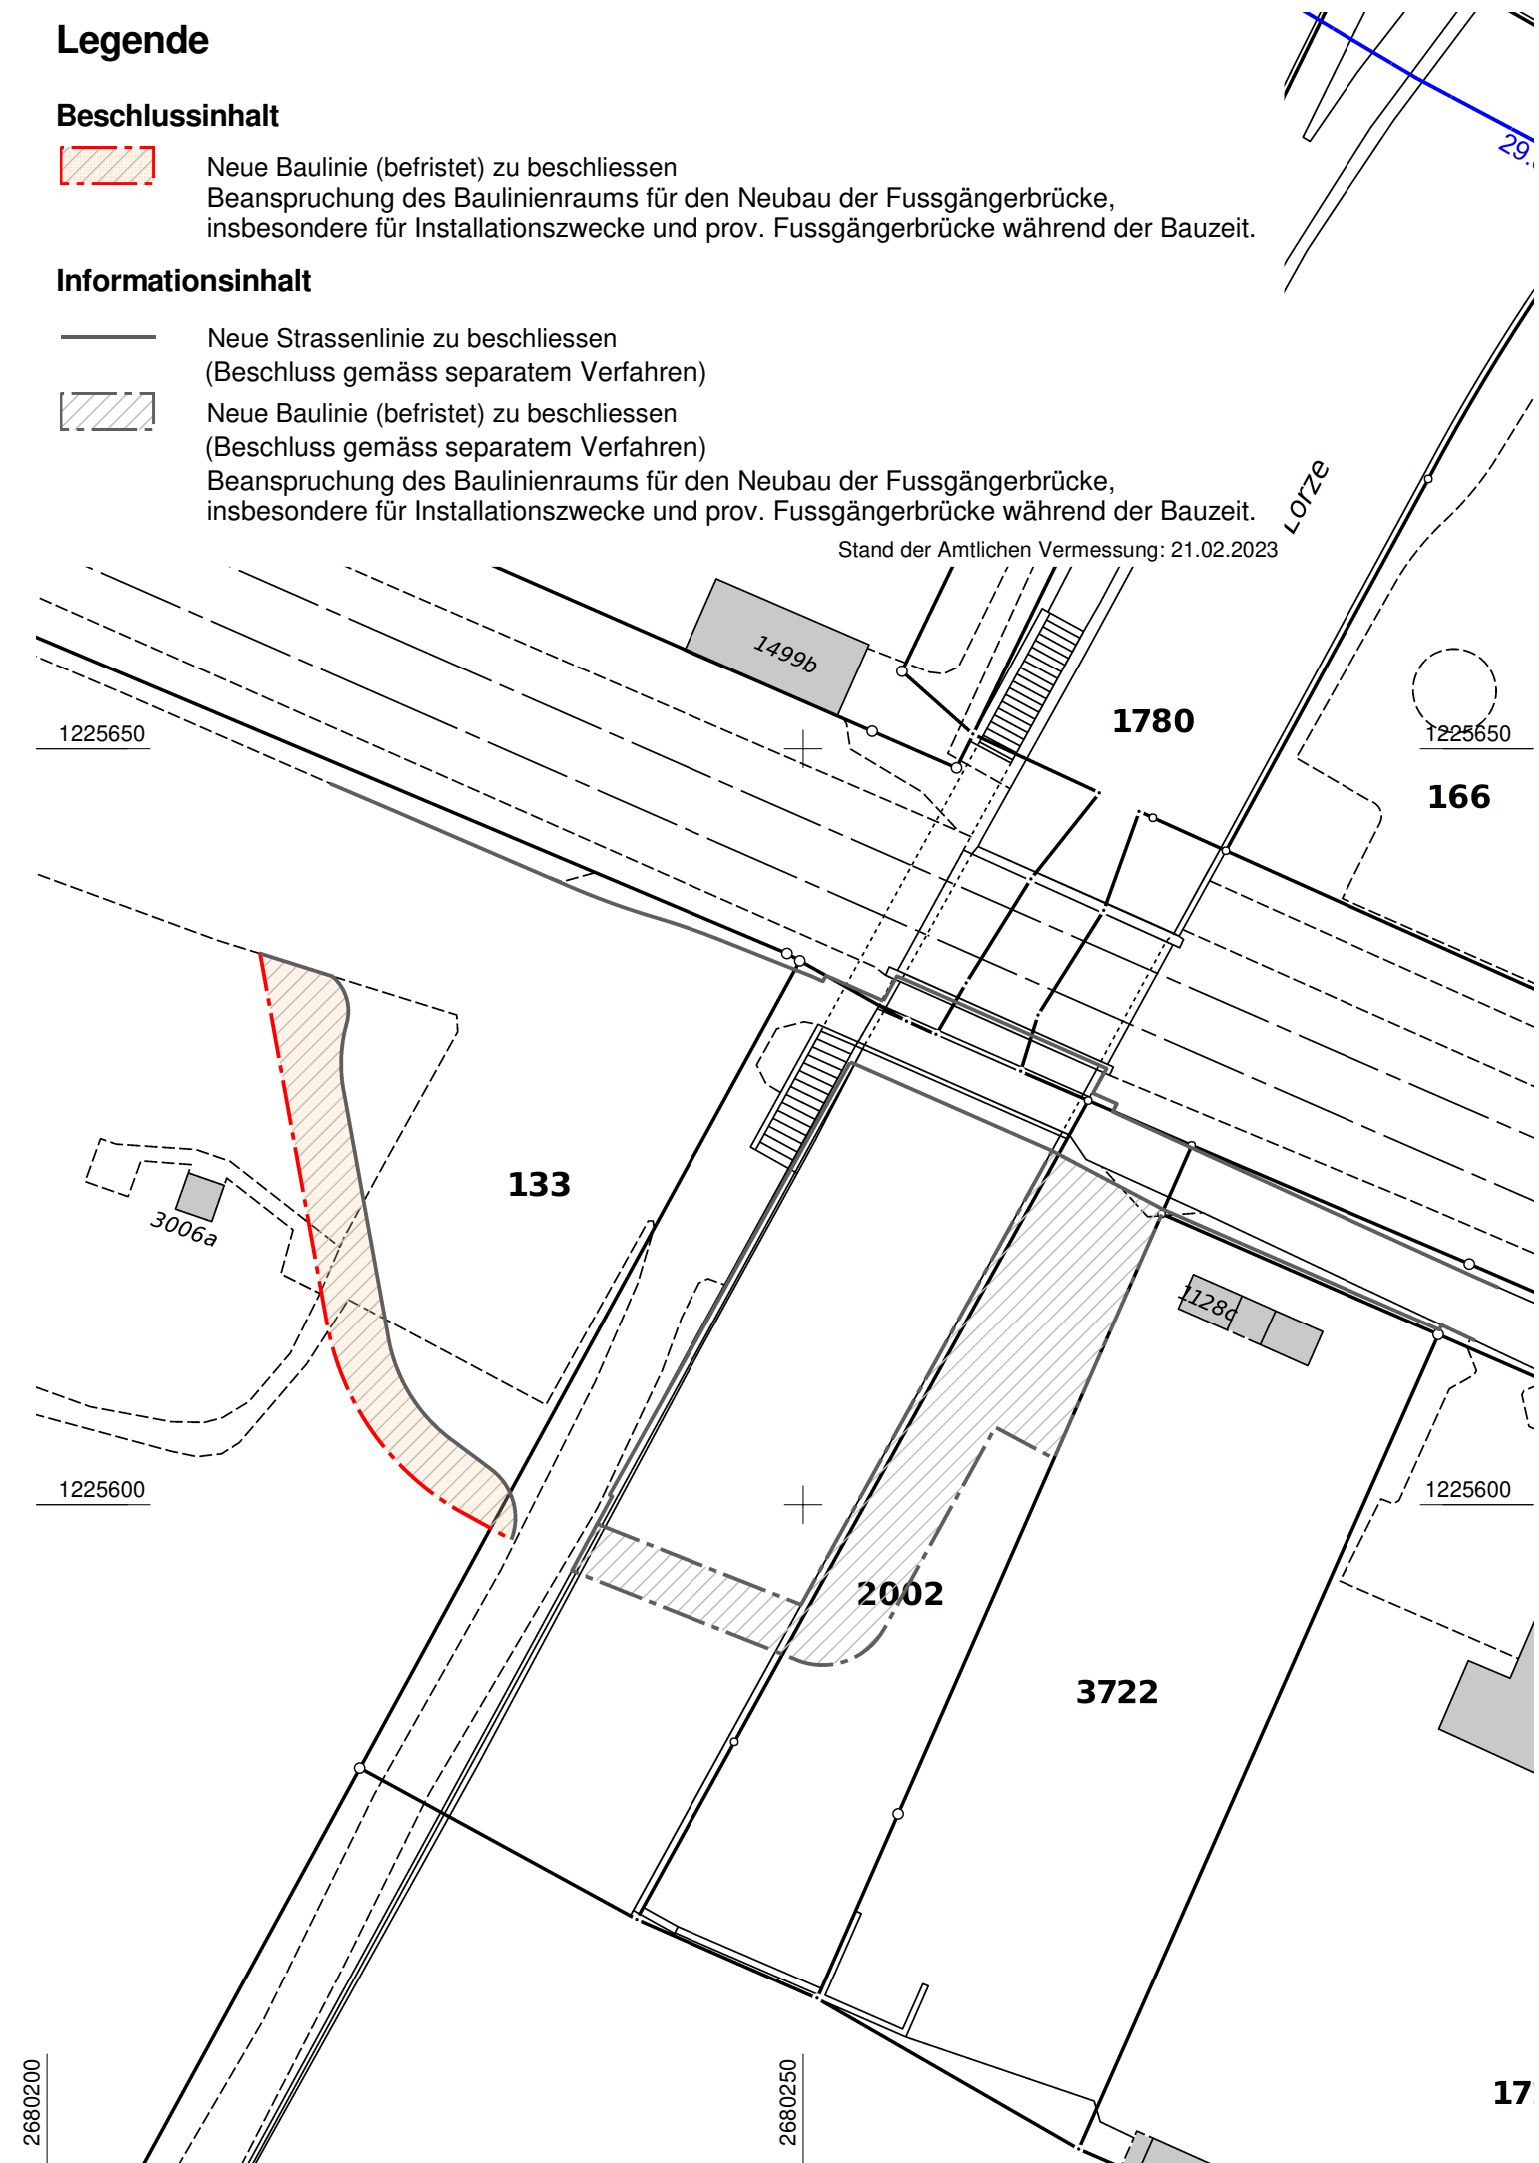 Legende
Beschlussinhalt
Neue Baulinie (befristet) zu beschliessen
Beanspruchung des Baulinienraums für den Neubau der Fussgängerbrücke,
insbesondere für Installationszwecke und prov. Fussgängerbrücke während der Bauzeit.
Informationsinhalt
Neue Strassenlinie zu beschliessen
(Beschluss gemäss separatem Verfahren)
Neue Baulinie (befristet) zu beschliessen
(Beschluss gemäss separatem Verfahren)
Beanspruchung des Baulinienraums für den Neubau der Fussgängerbrücke,
insbesondere für Installationszwecke und prov. Fussgängerbrücke während der Bauzeit.
Stand der Amtlichen Vermessung: 21.02.2023
29.
Lorze
1499b
1780
1225650
1225650
166
133
3006a
1128c
1225600
1225600
2002
3722
2680200
2680250
17